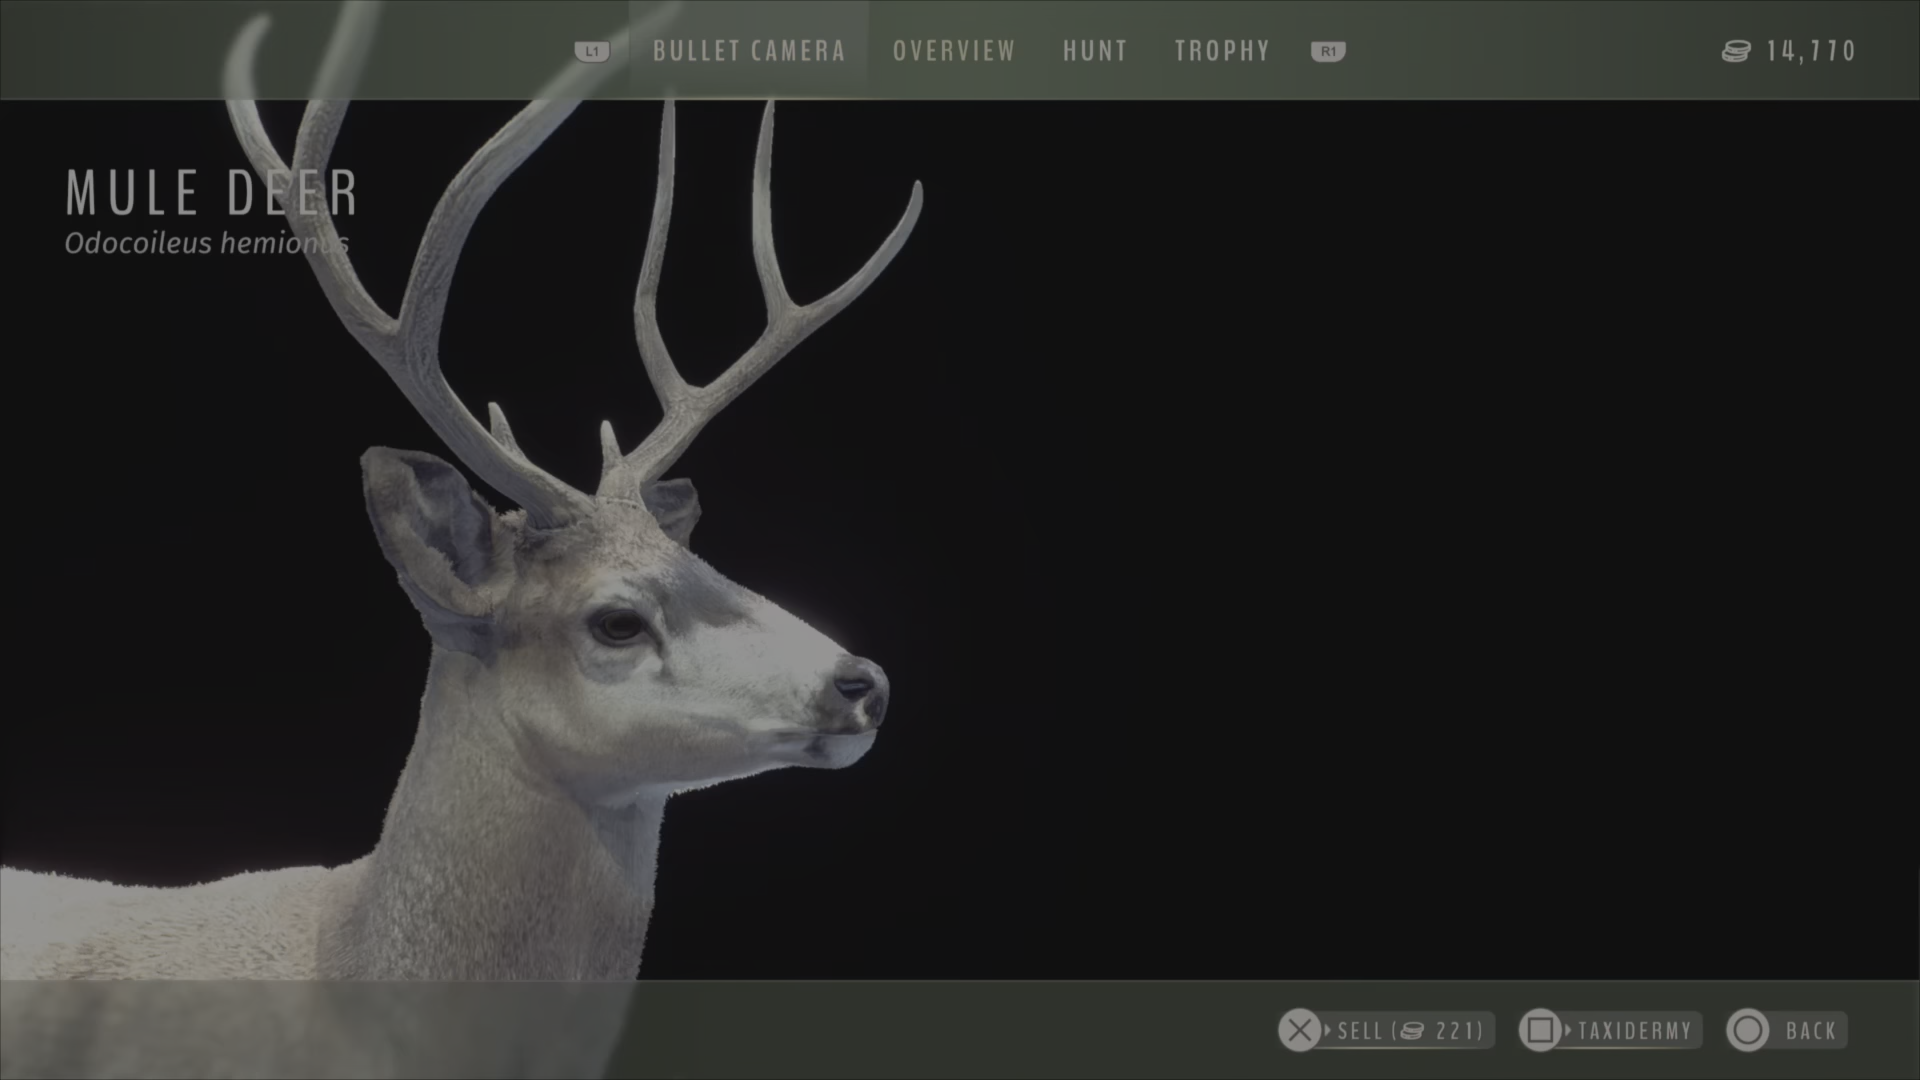 L1 BULLET CAMERA OVERVIEW HUNT TROPHY R1 14,770
MULE DEER
Odocoileus hemionus
SELL ( 221) TAXIDERMY BACK